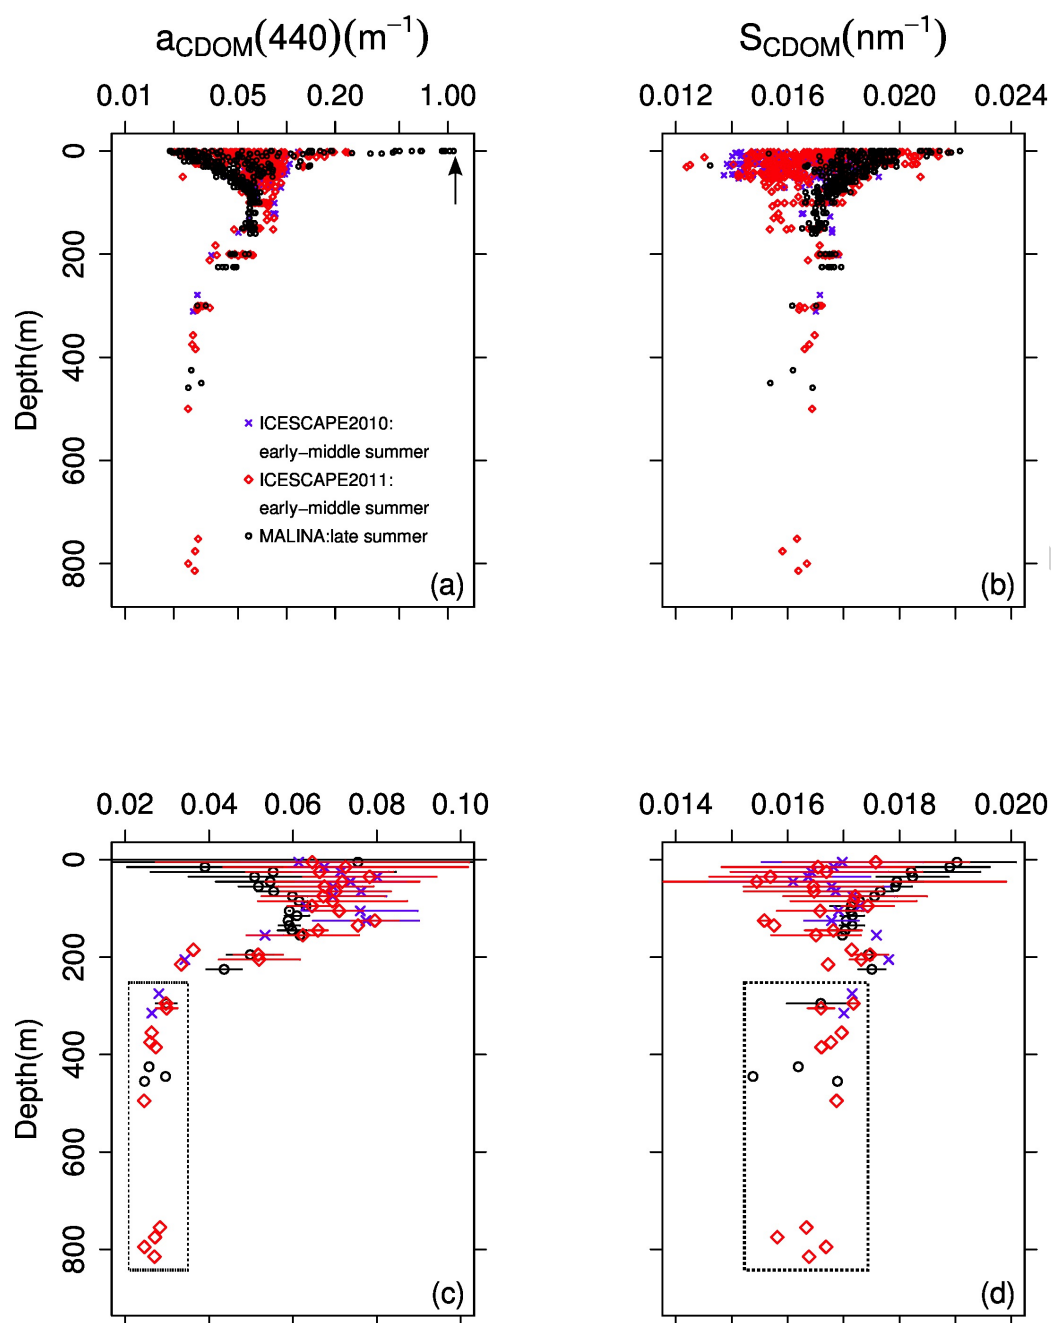 aCDOM(440)(m−1)
SCDOM(nm−1)
0.01 0.05 0.20 1.00
0.012 0.016 0.020 0.024
0
200
400
600
800
Depth(m)
ICESCAPE2010:
early−middle summer
ICESCAPE2011:
early−middle summer
MALINA:late summer
(a)
(b)
0.02 0.04 0.06 0.08 0.10
0.014 0.016 0.018 0.020
0
200
400
600
800
Depth(m)
(c)
(d)